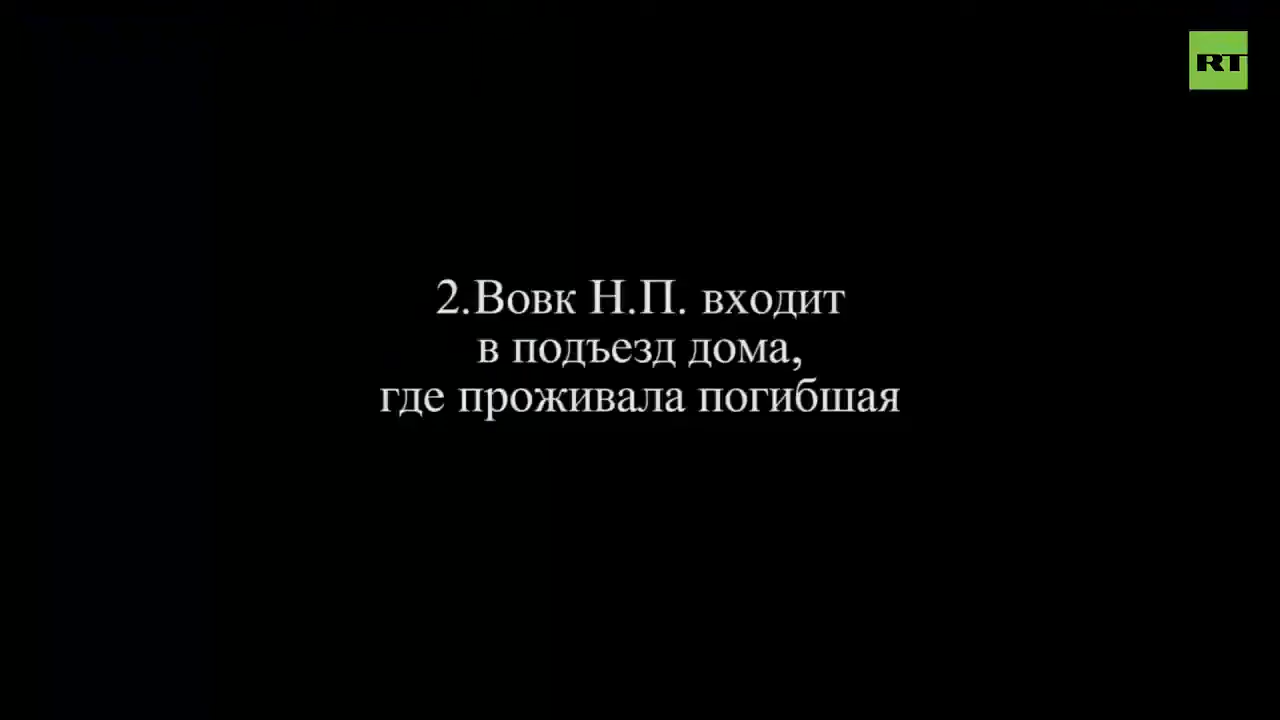 RT
2.Вовк Н.П. входит
в подъезд дома,
где проживала погибшая